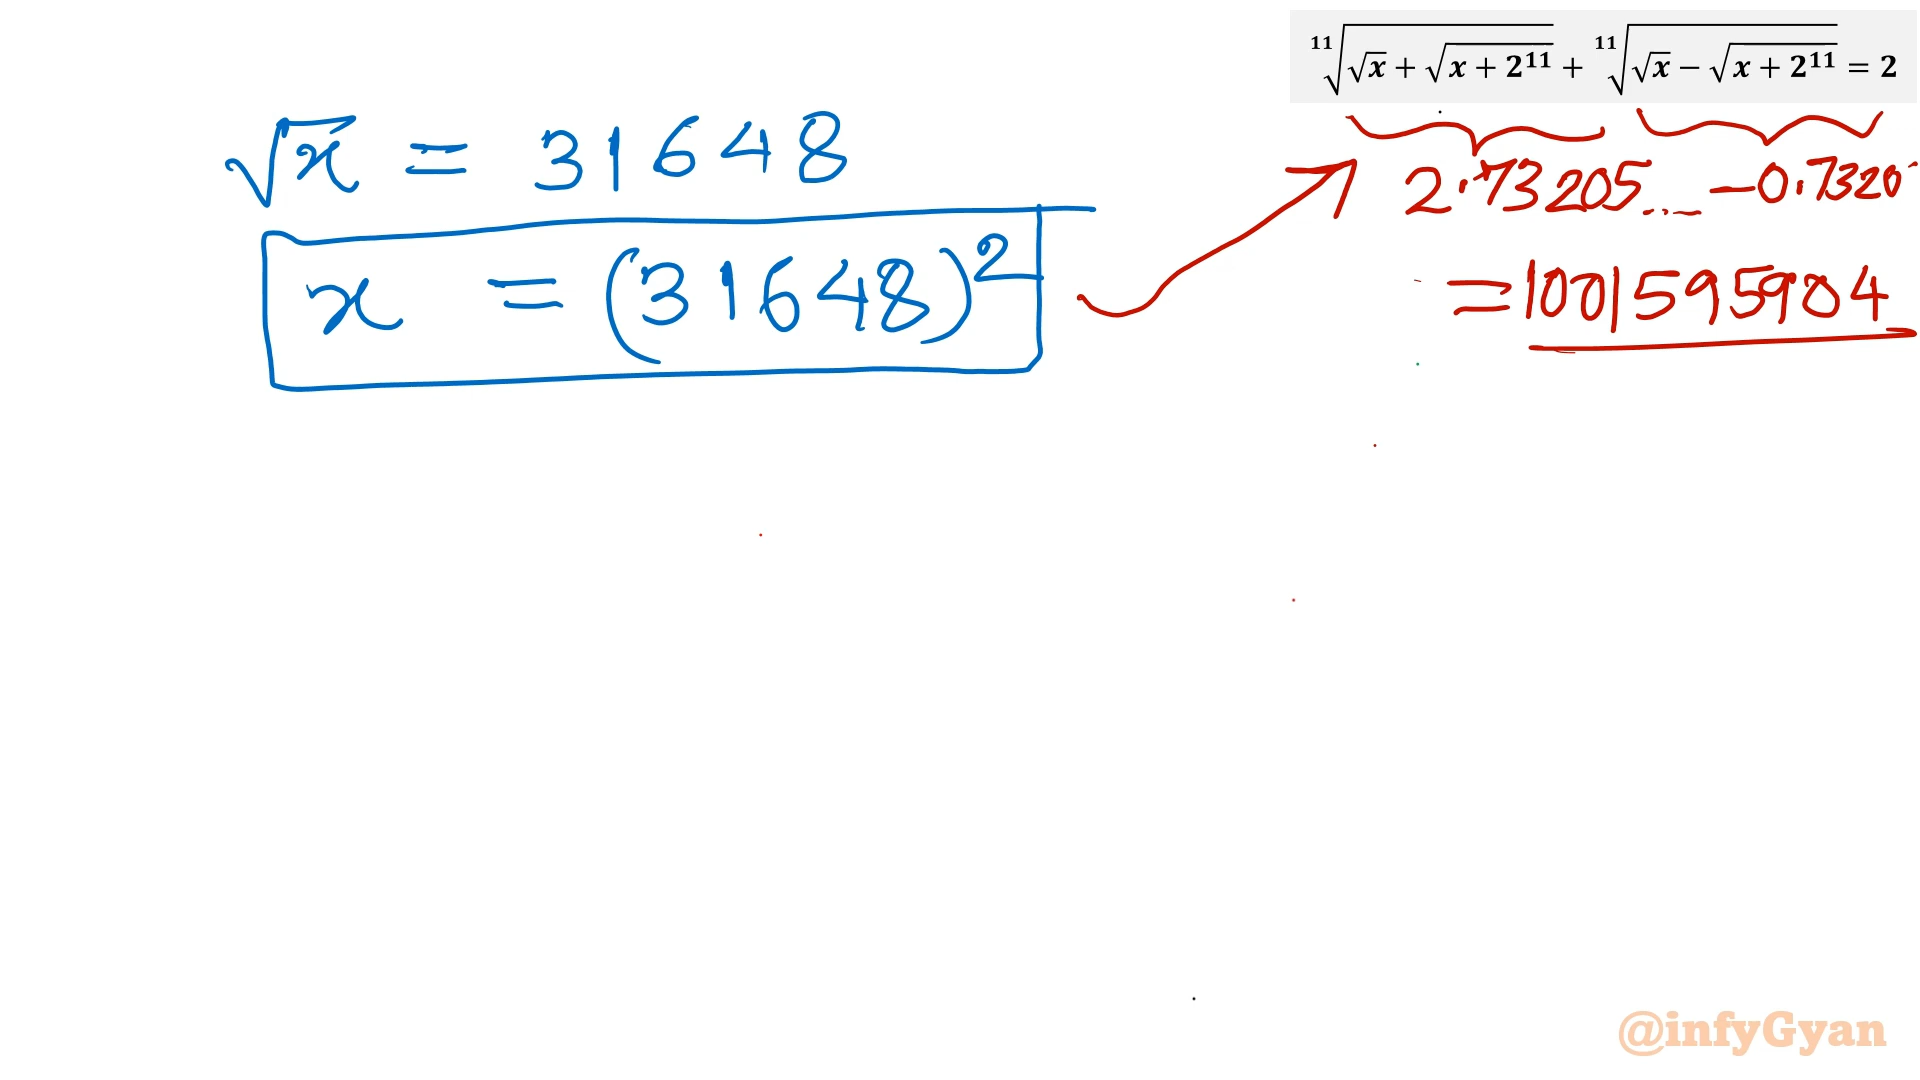 ¹¹√(√x + √(x + 2¹¹)) + ¹¹√(√x − √(x + 2¹¹)) = 2
√x = 31648
2.73205... −0.7320
x = (31648)²
= 1001595904
@infyGyan